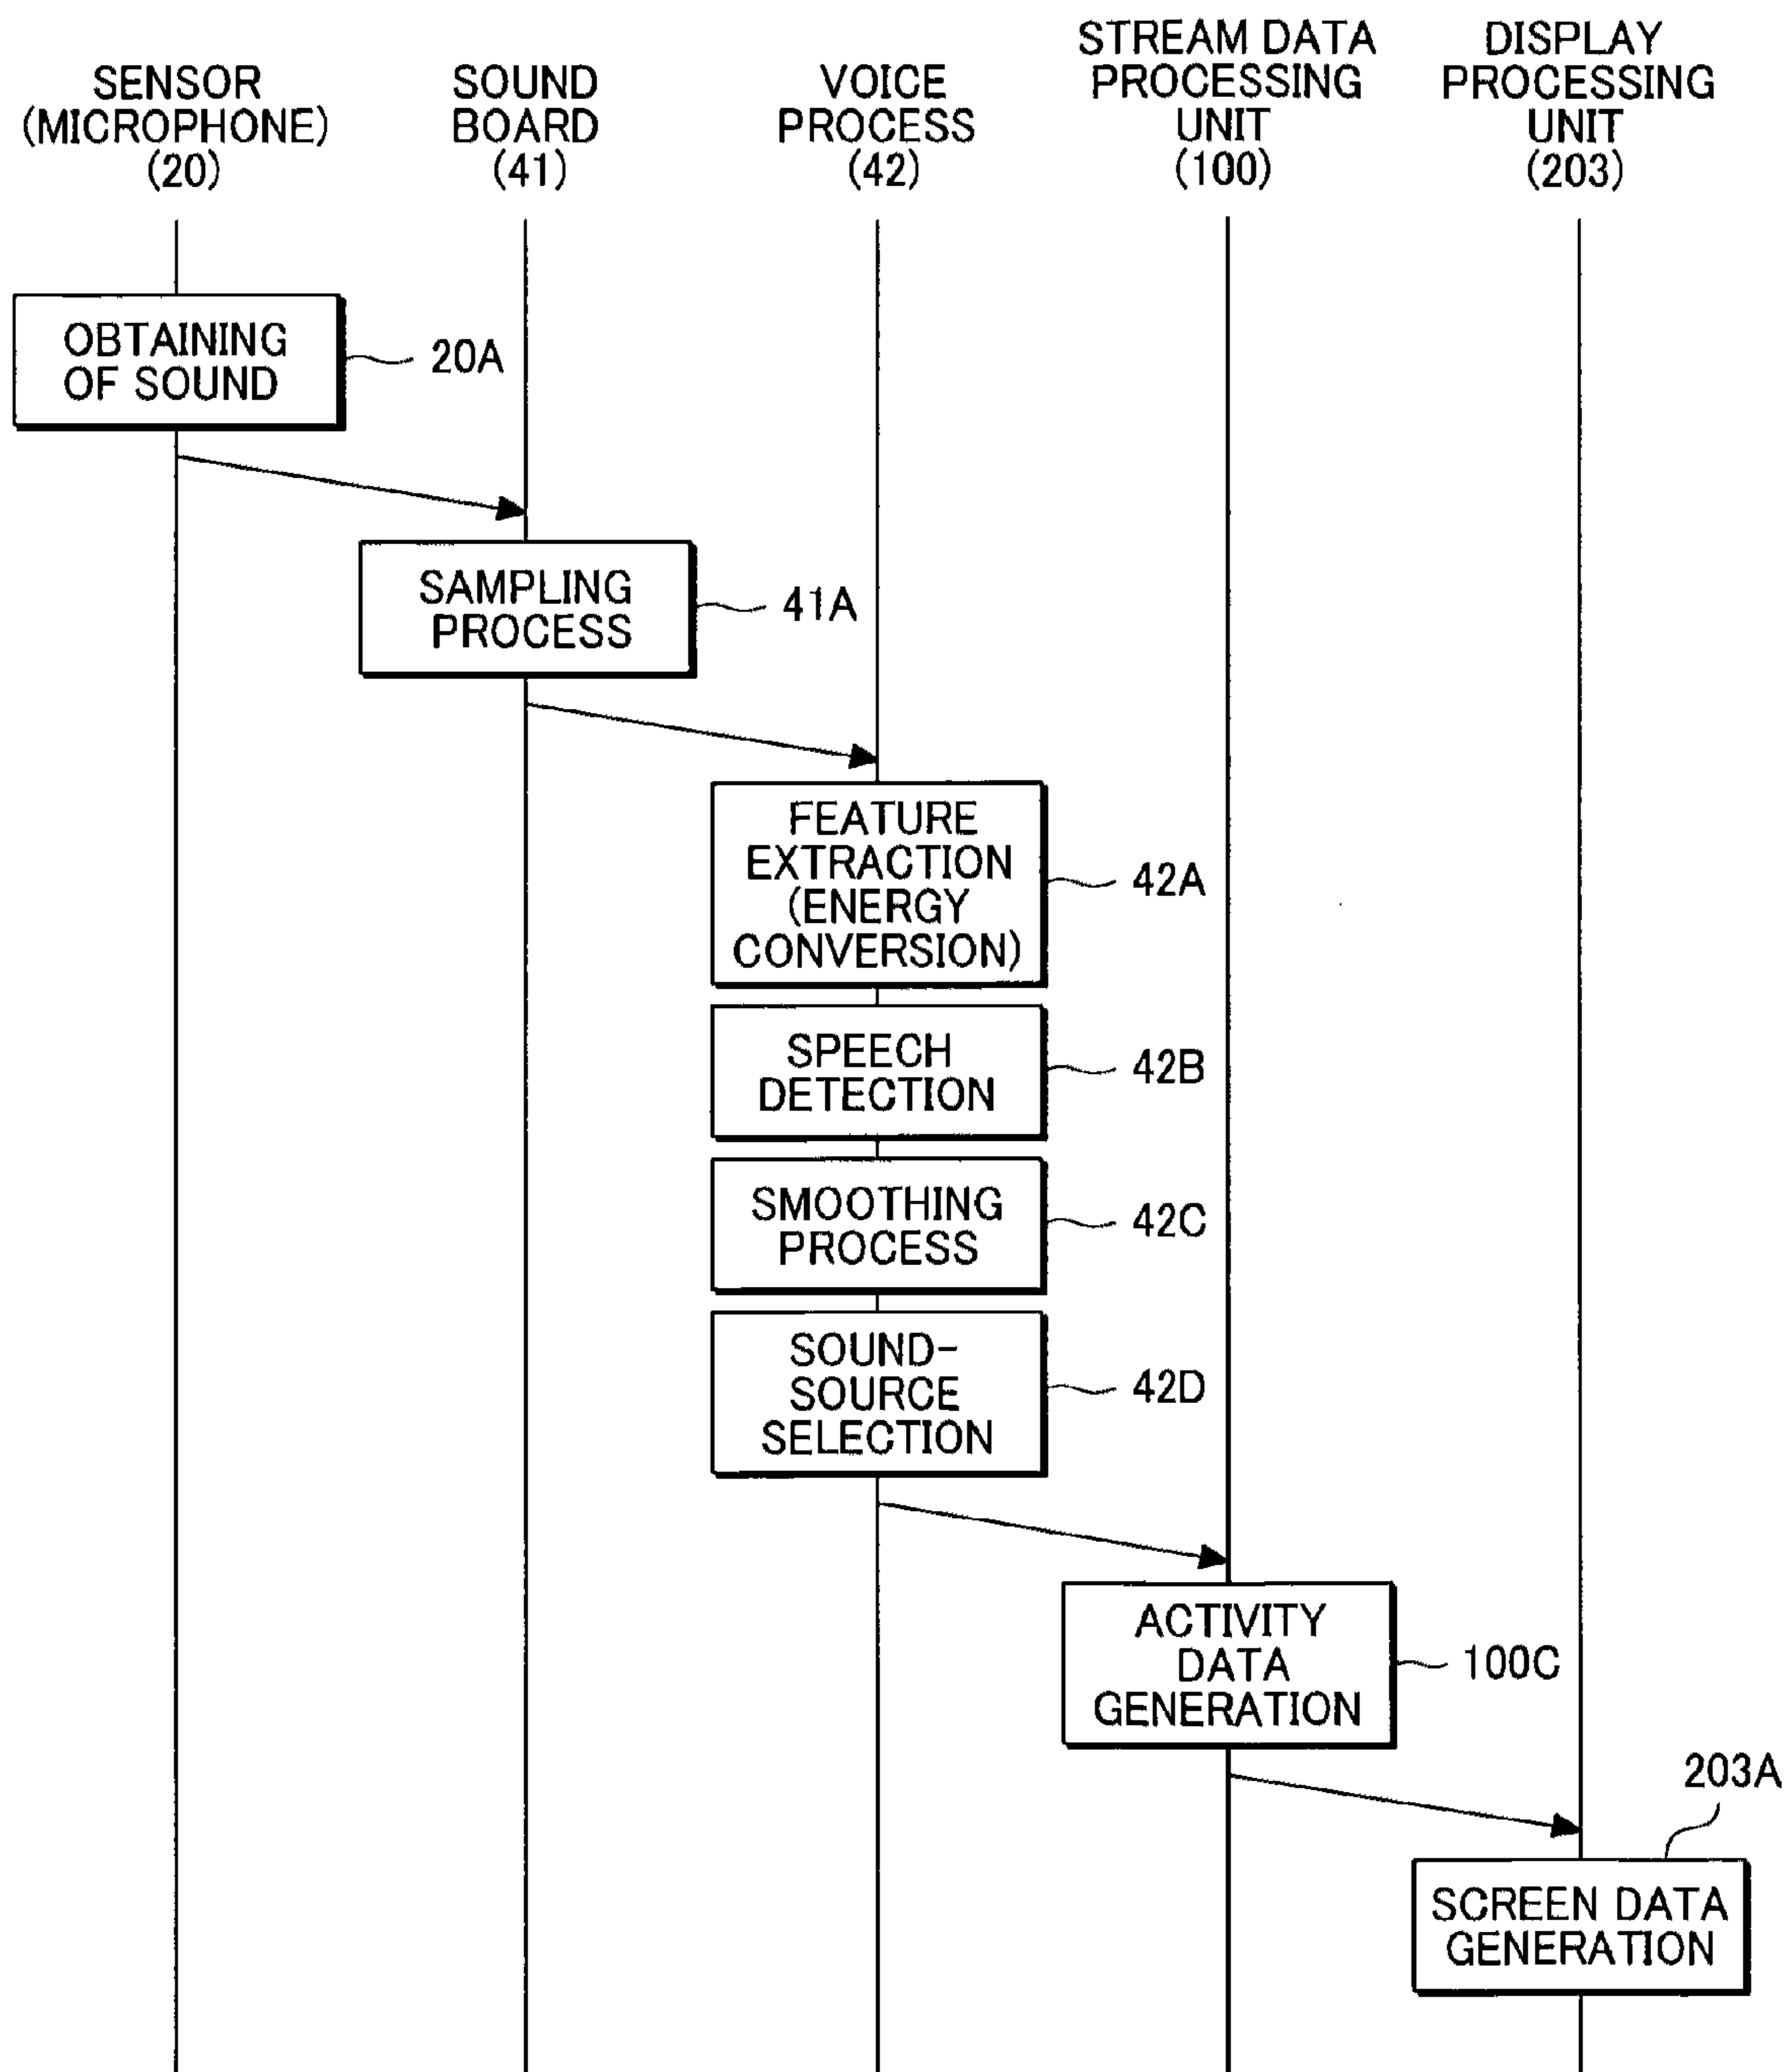 SENSOR
(MICROPHONE)
(20)
SOUND
BOARD
(41)
VOICE
PROCESS
(42)
STREAM DATA
PROCESSING
UNIT
(100)
DISPLAY
PROCESSING
UNIT
(203)
OBTAINING
OF SOUND
20A
SAMPLING
PROCESS
41A
FEATURE
EXTRACTION
(ENERGY
CONVERSION)
42A
SPEECH
DETECTION
42B
SMOOTHING
PROCESS
42C
SOUND-
SOURCE
SELECTION
42D
ACTIVITY
DATA
GENERATION
100C
203A
SCREEN DATA
GENERATION